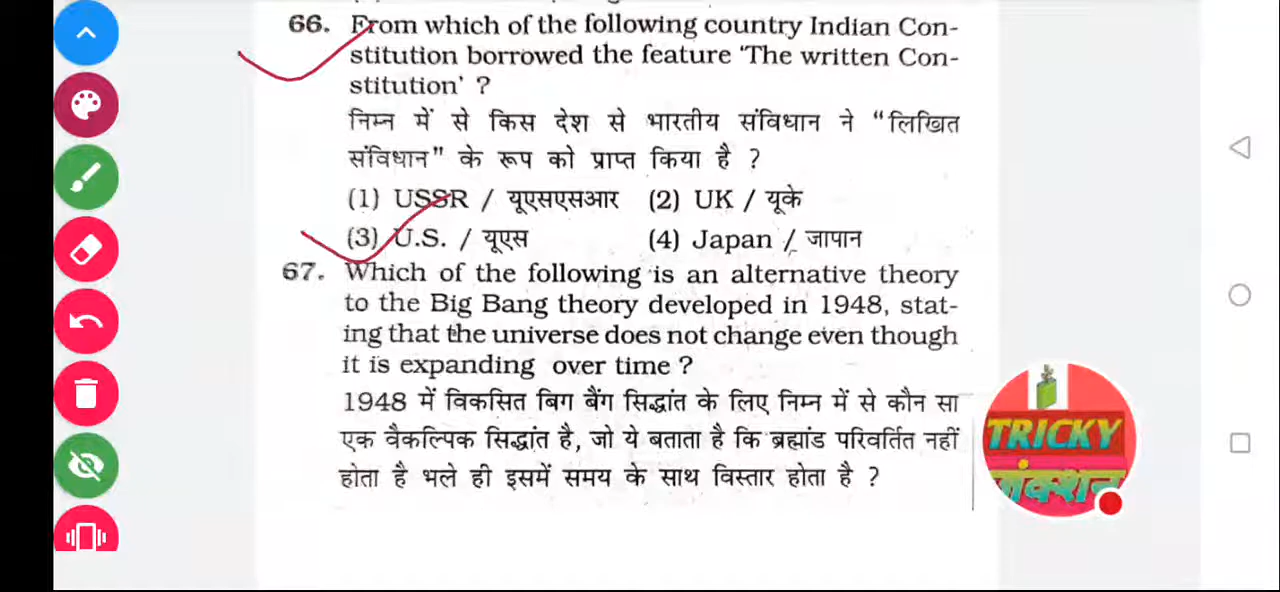 66. From which of the following country Indian Con-
stitution borrowed the feature 'The written Con-
stitution' ?
निम्न में से किस देश से भारतीय संविधान ने “लिखित
संविधान” के रूप को प्राप्त किया है ?
(1) USSR / यूएसएसआर (2) UK / यूके
(3) U.S. / यूएस (4) Japan / जापान
67. Which of the following is an alternative theory
to the Big Bang theory developed in 1948, stat-
ing that the universe does not change even though
it is expanding over time ?
1948 में विकसित बिग बैंग सिद्धांत के लिए निम्न में से कौन सा
एक वैकल्पिक सिद्धांत है, जो ये बताता है कि ब्रह्मांड परिवर्तित नहीं
होता है भले ही इसमें समय के साथ विस्तार होता है ?
TRICKY